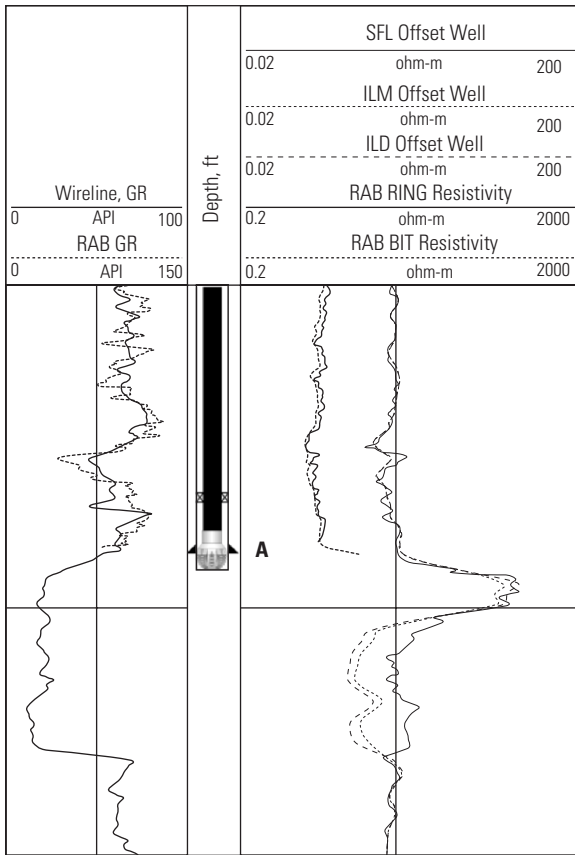 SFL Offset Well
0.02 ohm-m 200
ILM Offset Well
0.02 ohm-m 200
ILD Offset Well
0.02 ohm-m 200
Wireline, GR
0 API 100
RAB GR
0 API 150
Depth, ft
RAB RING Resistivity
0.2 ohm-m 2000
RAB BIT Resistivity
0.2 ohm-m 2000
A